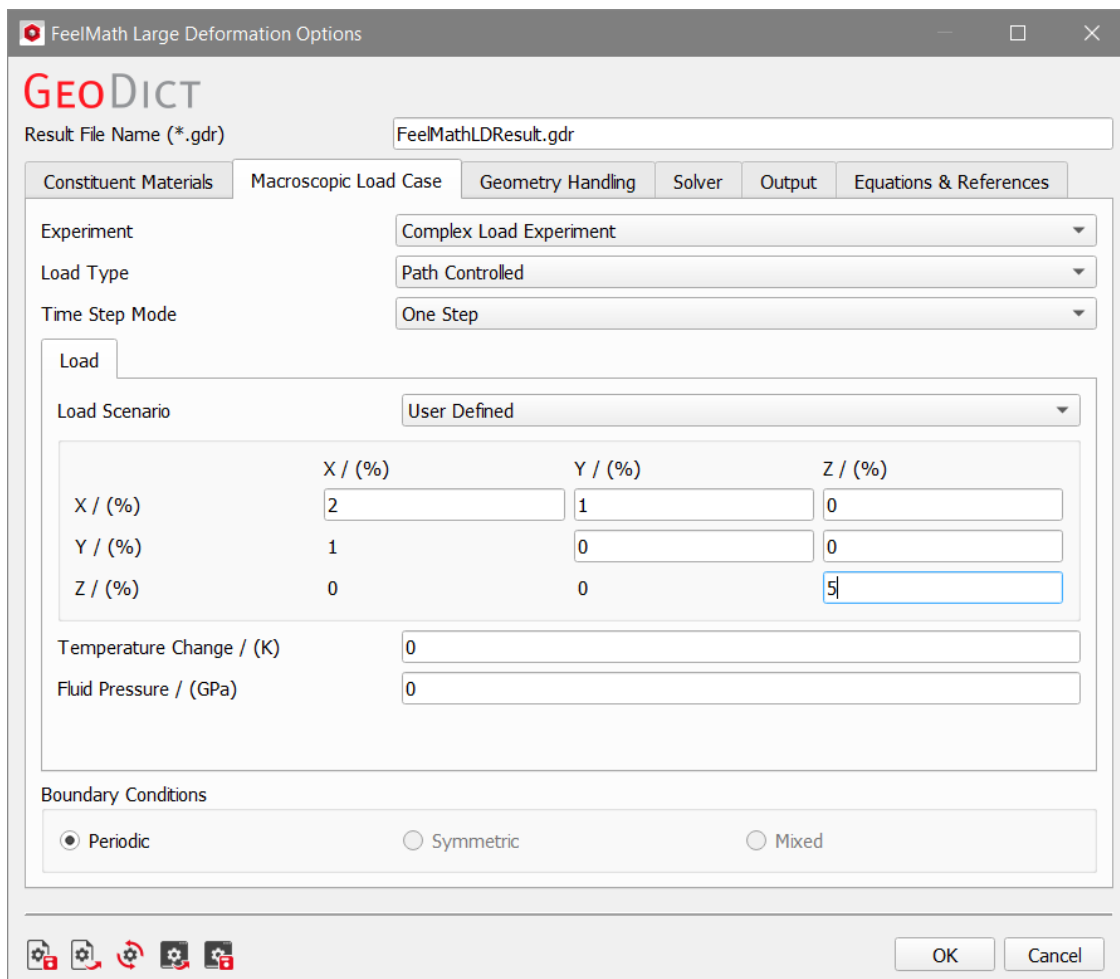 FeelMath Large Deformation Options
GEODICT
Result File Name (*.gdr) FeelMathLDResult.gdr
Constituent Materials Macroscopic Load Case Geometry Handling Solver Output Equations & References
Experiment Complex Load Experiment
Load Type Path Controlled
Time Step Mode One Step
Load
Load Scenario User Defined
X / (%) Y / (%) Z / (%)
X / (%) 2 1 0
Y / (%) 1 0 0
Z / (%) 0 0 5
Temperature Change / (K) 0
Fluid Pressure / (GPa) 0
Boundary Conditions
Periodic Symmetric Mixed
OK Cancel